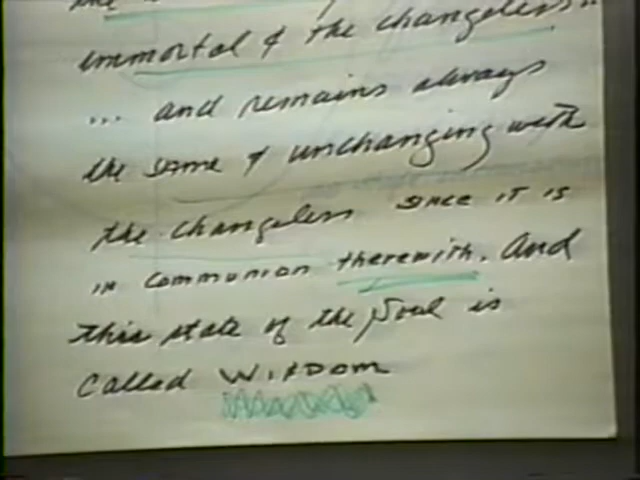 the
immortal & the changeless..
... and remains always
the same & unchanging with
the changeless since it is
in communion therewith. And
this state of the Soul is
called WISDOM